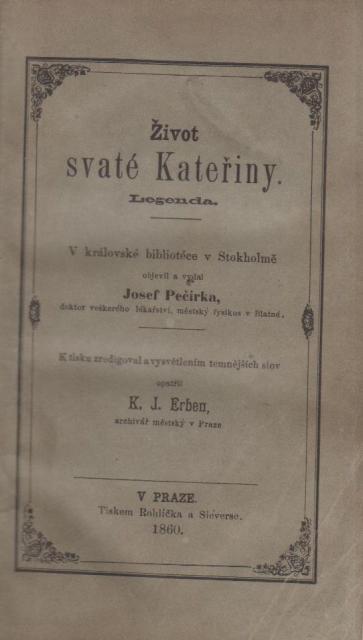 Život
svaté Kateřiny.
Legenda.
V královské bibliotéce v Stokholmě
objevil a vydal
Josef Pečírka,
doktor veškerého lékařství, městský fysikus v Blatné.
K tisku zredigoval a vysvětlením temnějších slov
opatřil
K. J. Erben,
archivář městský v Praze
V PRAZE.
Tiskem Rohlíčka a Sieverse.
1860.